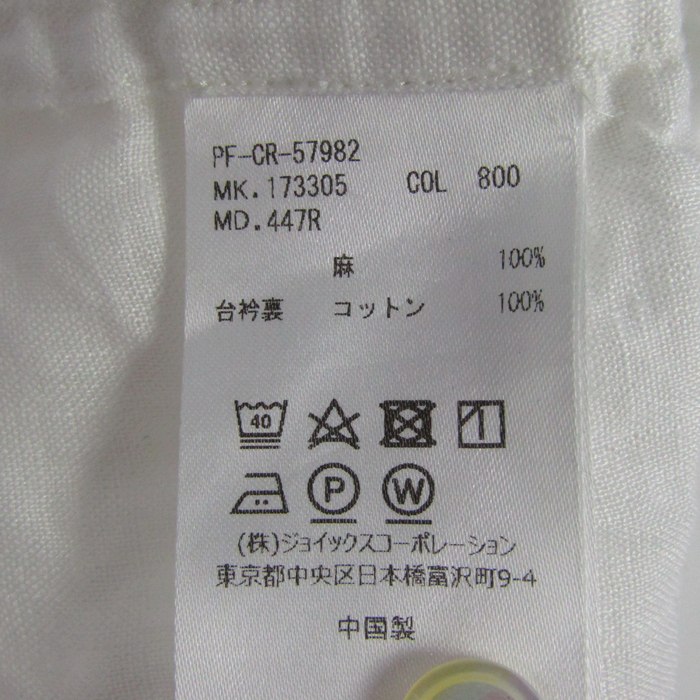 PF-CR-57982
MK.173305 COL 800
MD.447R
麻 100%
台衿裏 コットン 100%
40
P W
(株)ジョイックスコーポレーション
東京都中央区日本橋富沢町9-4
中国製